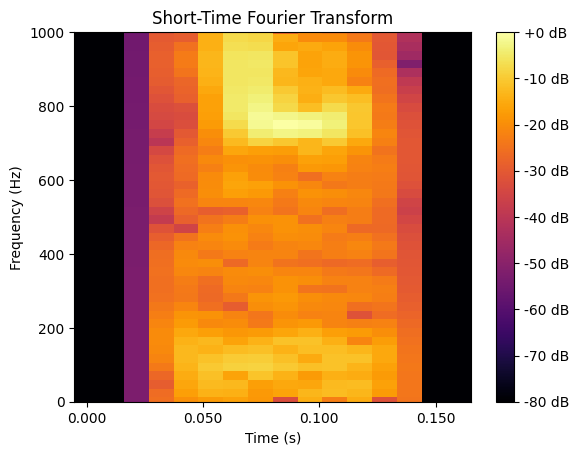 Short-Time Fourier Transform
1000
800
600
400
200
0
Frequency (Hz)
0.000
0.050
0.100
0.150
Time (s)
+0 dB
-10 dB
-20 dB
-30 dB
-40 dB
-50 dB
-60 dB
-70 dB
-80 dB